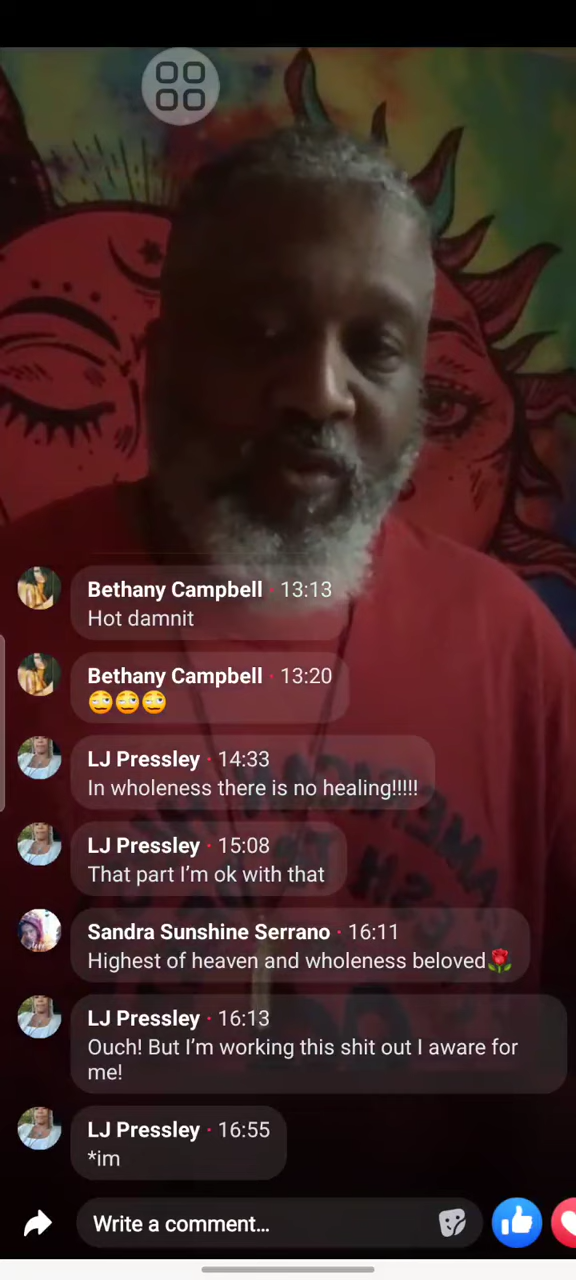 Bethany Campbell · 13:13
Hot damnit
Bethany Campbell · 13:20
🙄🙄🙄
LJ Pressley · 14:33
In wholeness there is no healing!!!!!
LJ Pressley · 15:08
That part I'm ok with that
Sandra Sunshine Serrano · 16:11
Highest of heaven and wholeness beloved🌹
LJ Pressley · 16:13
Ouch! But I'm working this shit out I aware for
me!
LJ Pressley · 16:55
*im
Write a comment...